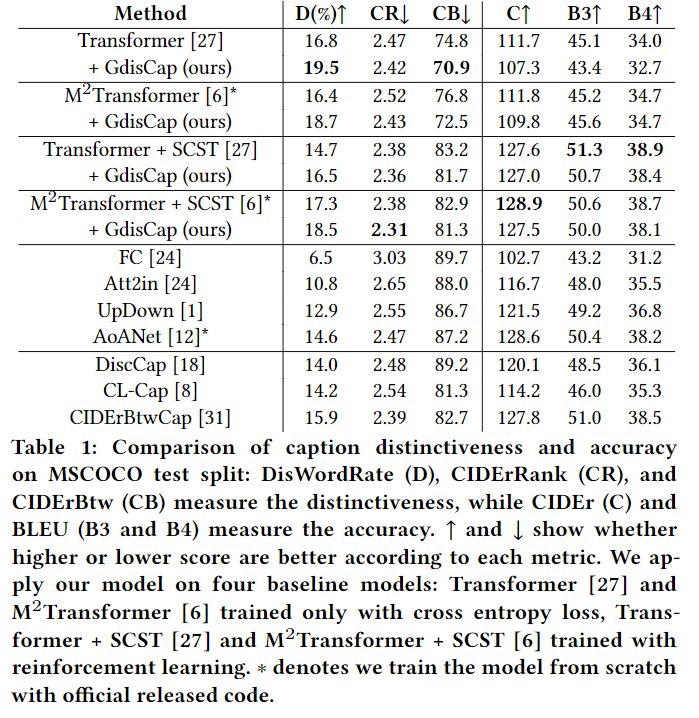 Method D(%)↑ CR↓ CB↓ C↑ B3↑ B4↑
Transformer [27] 16.8 2.47 74.8 111.7 45.1 34.0
+ GdisCap (ours) 19.5 2.42 70.9 107.3 43.4 32.7
M²Transformer [6]* 16.4 2.52 76.8 111.8 45.2 34.7
+ GdisCap (ours) 18.7 2.43 72.5 109.8 45.6 34.7
Transformer + SCST [27] 14.7 2.38 83.2 127.6 51.3 38.9
+ GdisCap (ours) 16.5 2.36 81.7 127.0 50.7 38.4
M²Transformer + SCST [6]* 17.3 2.38 82.9 128.9 50.6 38.7
+ GdisCap (ours) 18.5 2.31 81.3 127.5 50.0 38.1
FC [24] 6.5 3.03 89.7 102.7 43.2 31.2
Att2in [24] 10.8 2.65 88.0 116.7 48.0 35.5
UpDown [1] 12.9 2.55 86.7 121.5 49.2 36.8
AoANet [12]* 14.6 2.47 87.2 128.6 50.4 38.2
DiscCap [18] 14.0 2.48 89.2 120.1 48.5 36.1
CL-Cap [8] 14.2 2.54 81.3 114.2 46.0 35.3
CIDErBtwCap [31] 15.9 2.39 82.7 127.8 51.0 38.5
Table 1: Comparison of caption distinctiveness and accuracy
on MSCOCO test split: DisWordRate (D), CIDErRank (CR), and
CIDErBtw (CB) measure the distinctiveness, while CIDEr (C) and
BLEU (B3 and B4) measure the accuracy. ↑ and ↓ show whether
higher or lower score are better according to each metric. We ap-
ply our model on four baseline models: Transformer [27] and
M²Transformer [6] trained only with cross entropy loss, Trans-
former + SCST [27] and M²Transformer + SCST [6] trained with
reinforcement learning. * denotes we train the model from scratch
with official released code.